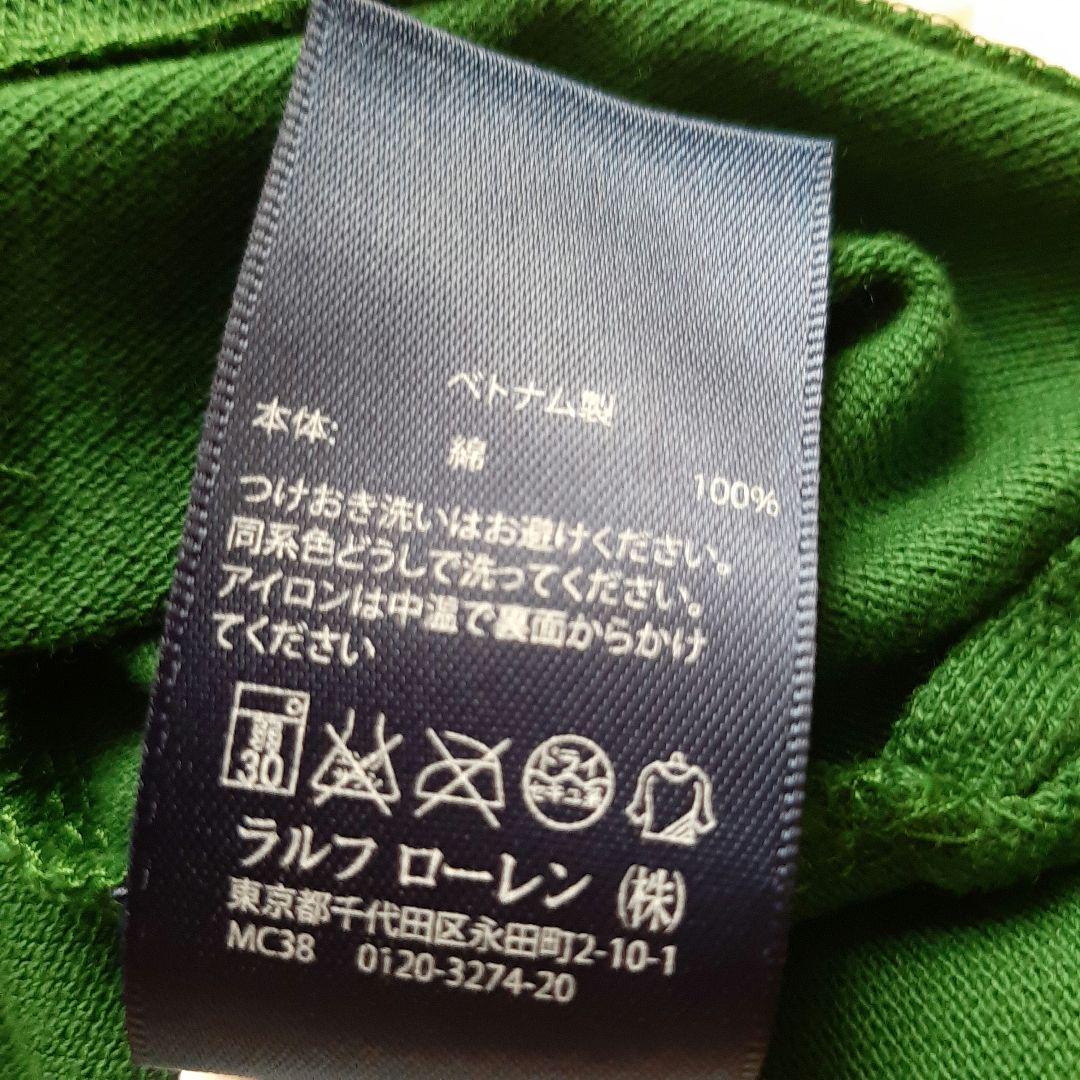 ベトナム製
本体: 綿 100%
つけおき洗いはお避けください。
同系色どうしで洗ってください。
アイロンは中温で裏面からかけ
てください
弱
30
ドライ
セキユ系
ラルフ ローレン (株)
東京都千代田区永田町2-10-1
MC38 0120-3274-20